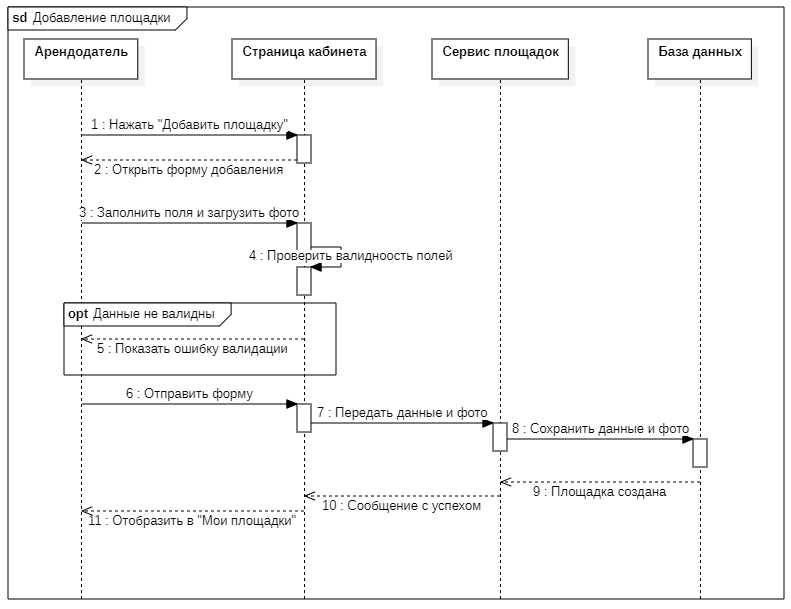 sd Добавление площадки
Арендодатель
Страница кабинета
Сервис площадок
База данных
1 : Нажать "Добавить площадку"
2 : Открыть форму добавления
3 : Заполнить поля и загрузить фото
4 : Проверить валидноость полей
opt Данные не валидны
5 : Показать ошибку валидации
6 : Отправить форму
7 : Передать данные и фото
8 : Сохранить данные и фото
9 : Площадка создана
10 : Сообщение с успехом
11 : Отобразить в "Мои площадки"